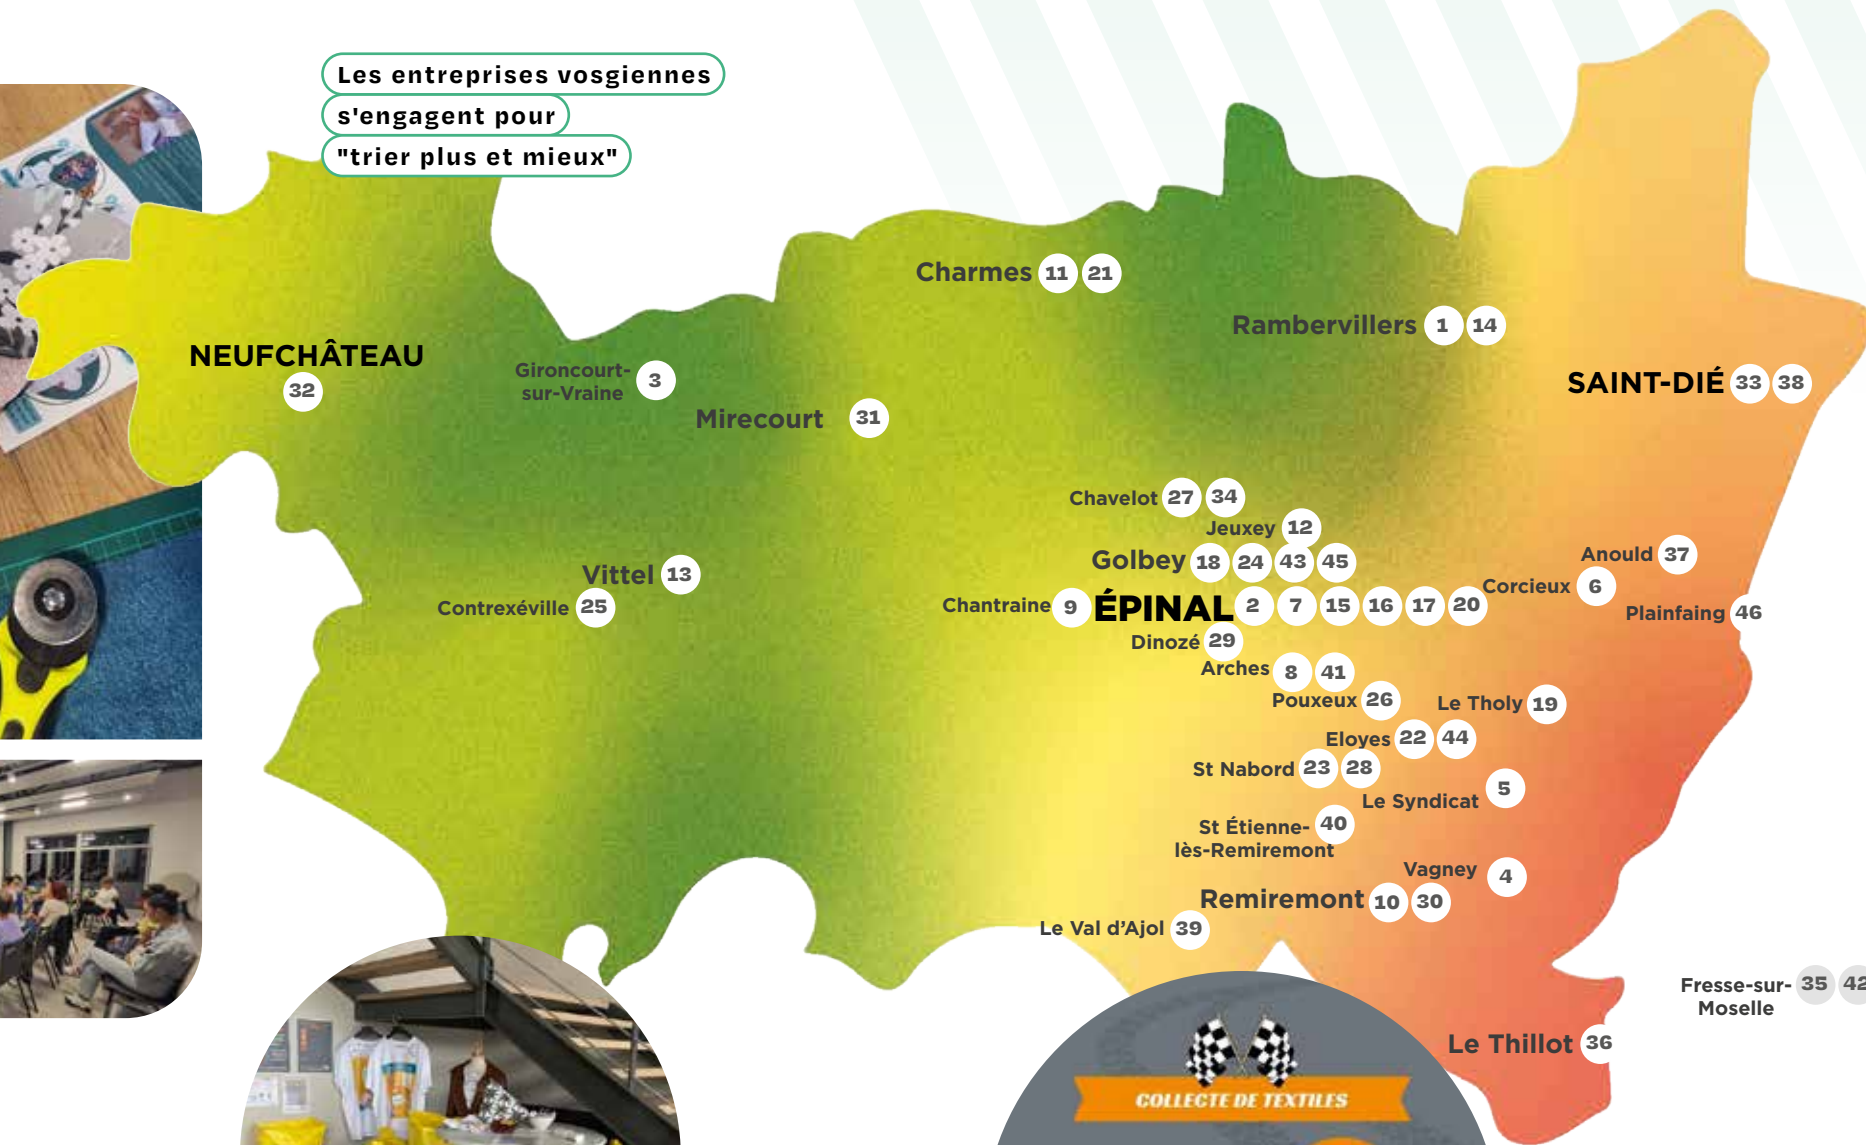 Les entreprises vosgiennes
s'engagent pour
"trier plus et mieux"
Charmes 11 21
Rambervillers 1 14
NEUFCHÂTEAU
32
Gironcourt-
sur-Vraine 3
SAINT-DIÉ 33 38
Mirecourt 31
Chavelot 27 34
Jeuxey 12
Golbey 18 24 43 45
Anould 37
Vittel 13
Corcieux 6
Contrexéville 25
Chantraine 9
ÉPINAL 2 7 15 16 17 20
Plainfaing 46
Dinozé 29
Arches 8 41
Pouxeux 26
Le Tholy 19
Eloyes 22 44
St Nabord 23 28
Le Syndicat 5
St Étienne-
lès-Remiremont 40
Vagney 4
Remiremont 10 30
Le Val d'Ajol 39
Fresse-sur-
Moselle 35 42
Le Thillot 36
COLLECTE DE TEXTILES